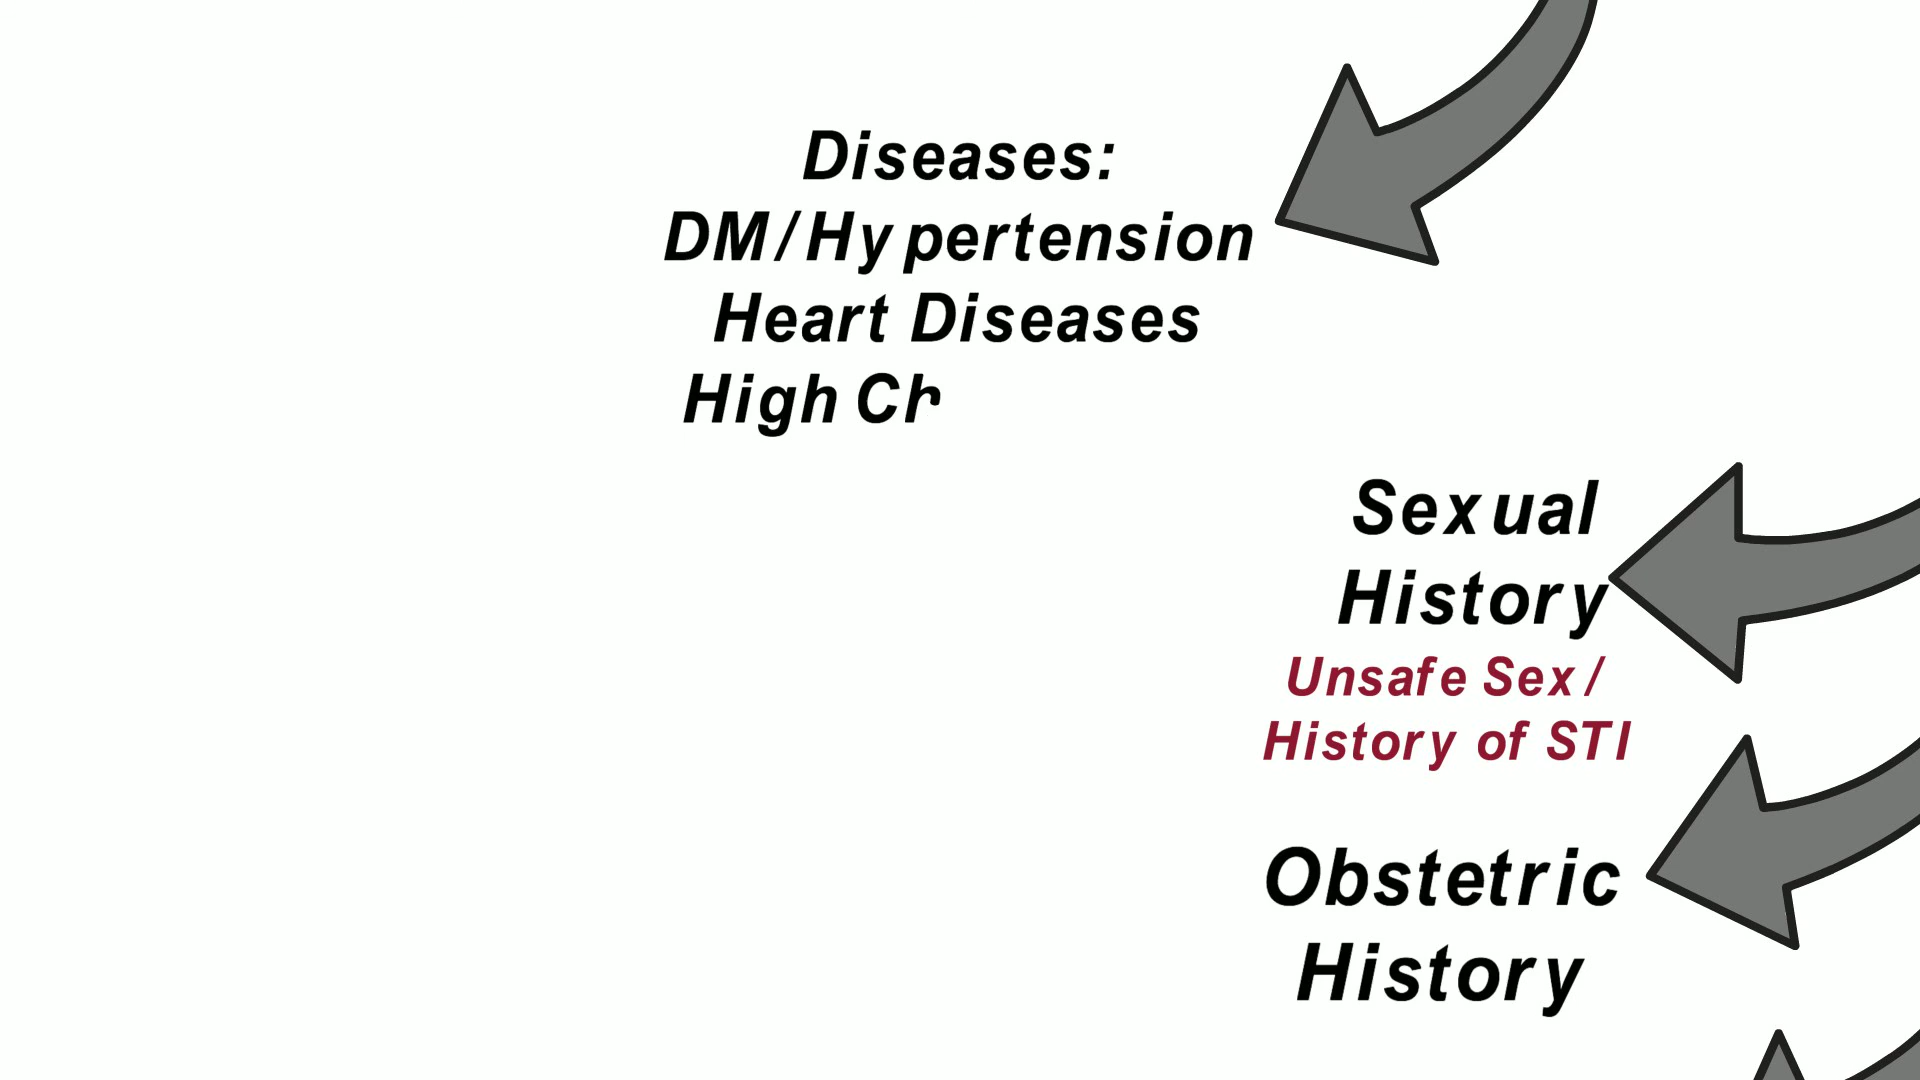 Diseases:
DM/Hypertension
Heart Diseases
High Ch
Sexual
History
Unsafe Sex/
History of STI
Obstetric
History